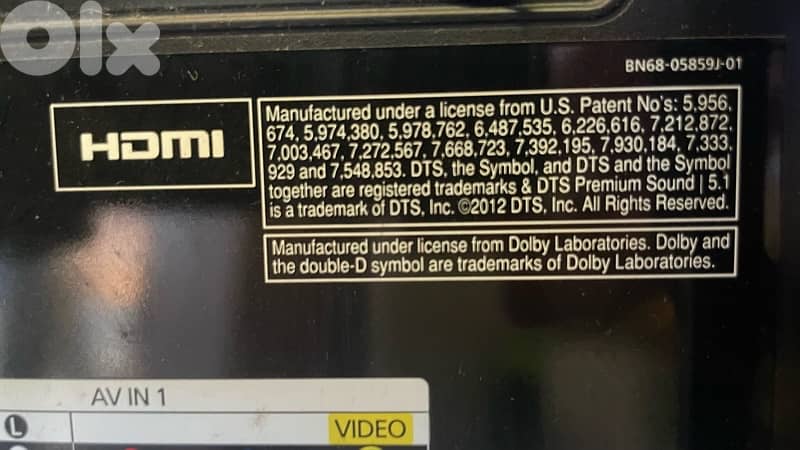 OLX
BN68-05859J-01
HDMI
Manufactured under a license from U.S. Patent No's: 5,956,
674, 5,974,380, 5,978,762, 6,487,535, 6,226,616, 7,212,872,
7,003,467, 7,272,567, 7,668,723, 7,392,195, 7,930,184, 7,333,
929 and 7,548,853. DTS, the Symbol, and DTS and the Symbol
together are registered trademarks & DTS Premium Sound | 5.1
is a trademark of DTS, Inc. ©2012 DTS, Inc. All Rights Reserved.
Manufactured under license from Dolby Laboratories. Dolby and
the double-D symbol are trademarks of Dolby Laboratories.
AV IN 1
L
VIDEO